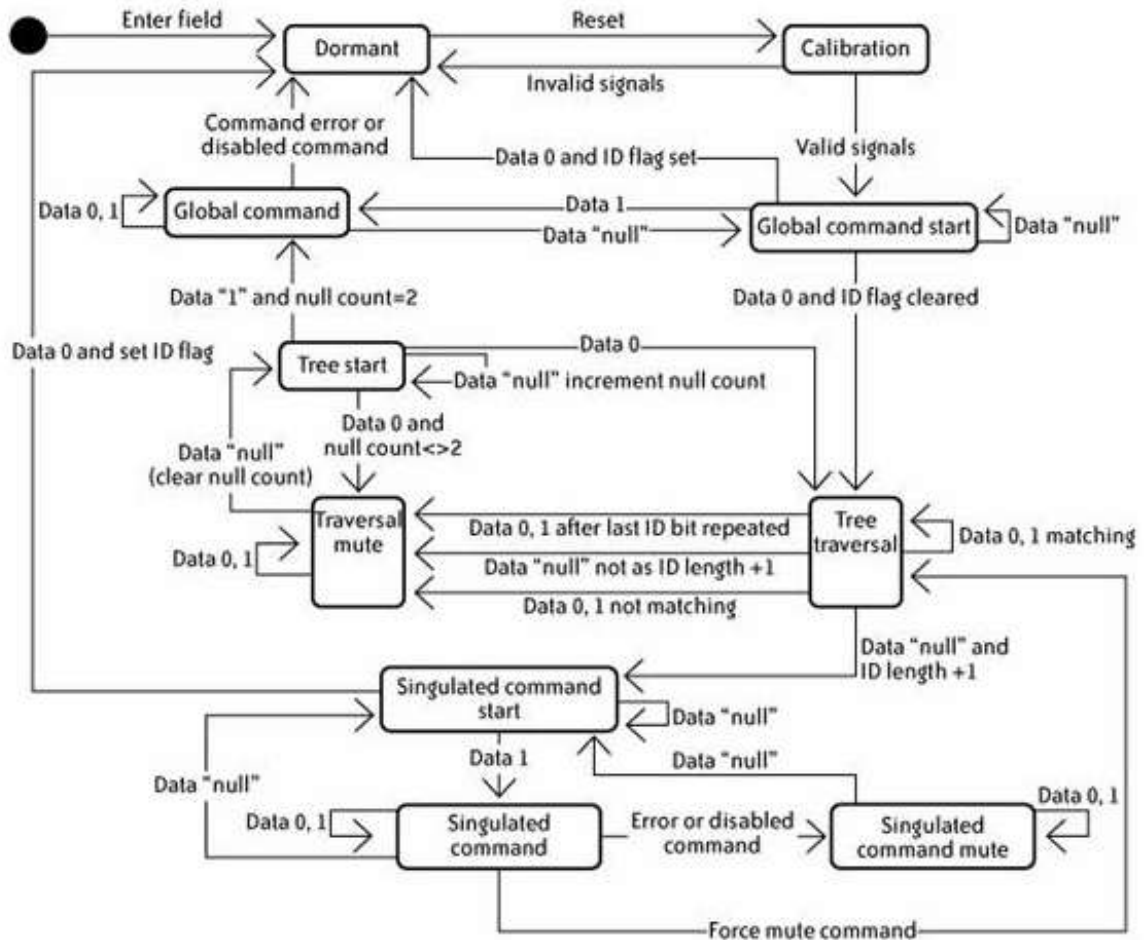 Enter field
Reset
Dormant
Calibration
Invalid signals
Command error or
disabled command
Data 0 and ID flag set
Valid signals
Data 0, 1
Global command
Data 1
Data "null"
Global command start
Data "null"
Data "1" and null count=2
Data 0 and ID flag cleared
Data 0 and set ID flag
Tree start
Data 0
Data "null" increment null count
Data 0 and
null count<>2
Data "null"
(clear null count)
Traversal
mute
Data 0, 1
Data 0, 1 after last ID bit repeated
Data "null" not as ID length +1
Data 0, 1 not matching
Tree
traversal
Data 0, 1 matching
Data "null" and
ID length +1
Singulated command
start
Data "null"
Data 1
Data "null"
Data "null"
Data 0, 1
Singulated
command
Error or disabled
command
Singulated
command mute
Data 0, 1
Force mute command